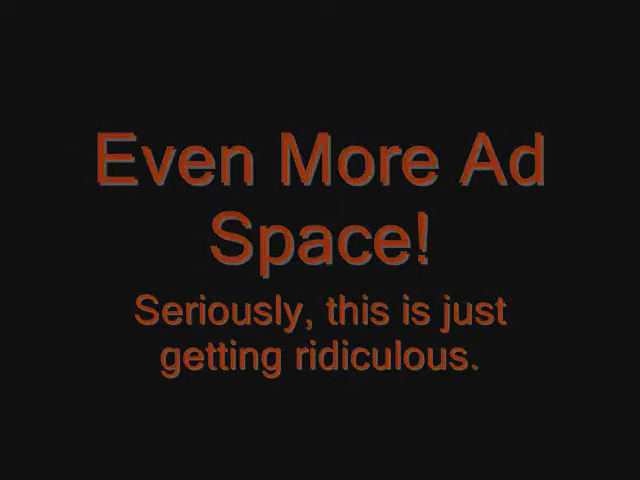 Even More Ad
Space!
Seriously, this is just
getting ridiculous.